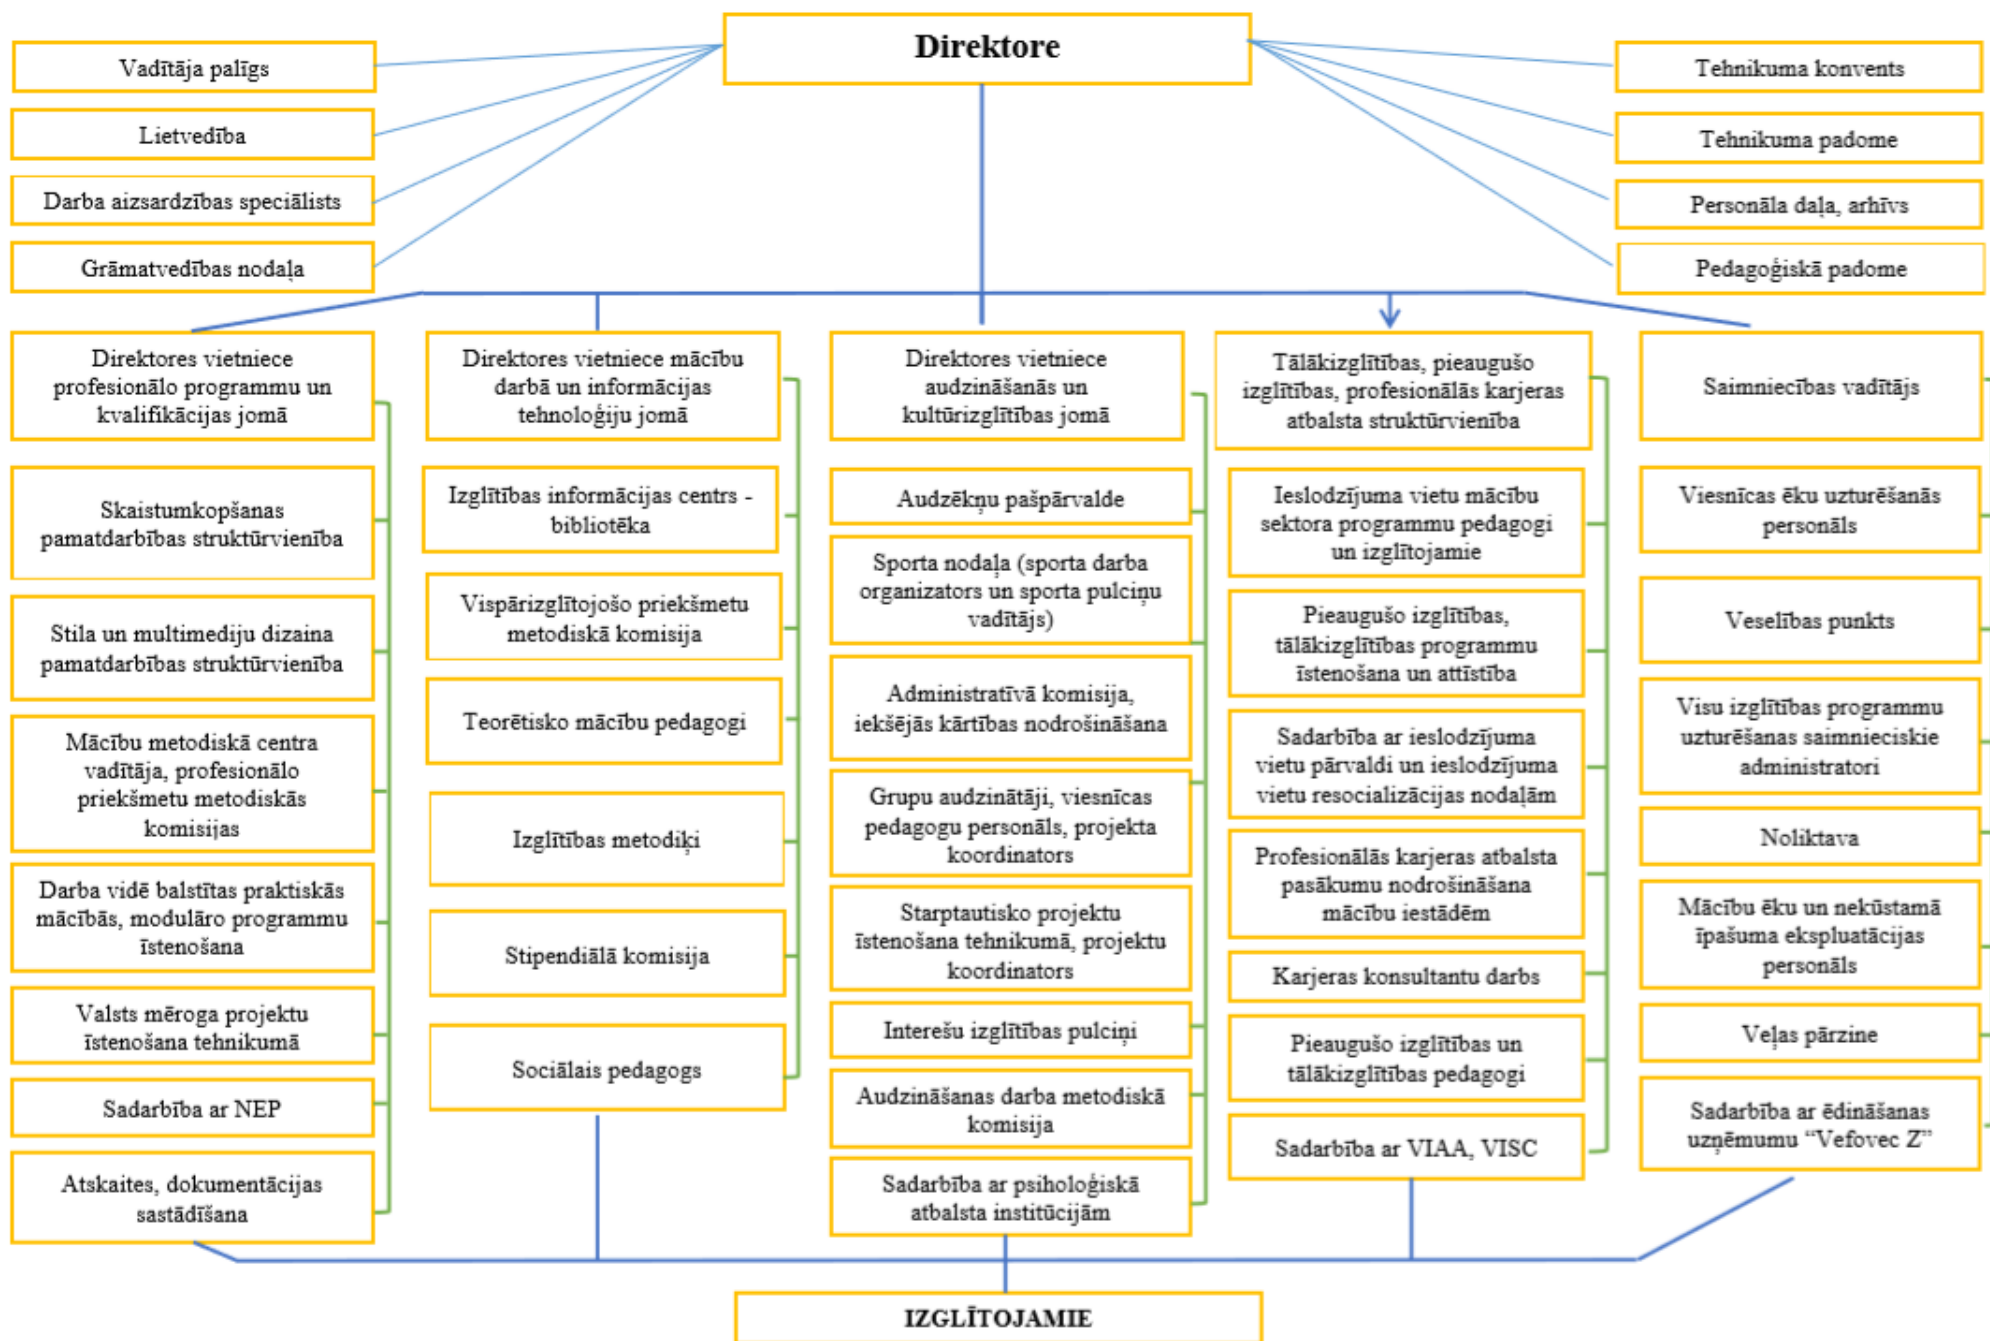 Direktore
Vadītāja palīgs
Lietvedība
Darba aizsardzības speciālists
Grāmatvedības nodaļa
Tehnikuma konvents
Tehnikuma padome
Personāla daļa, arhīvs
Pedagoģiskā padome
Direktores vietniece
profesionālo programmu un
kvalifikācijas jomā
Skaistumkopšanas
pamatdarbības struktūrvienība
Stila un multimediju dizaina
pamatdarbības struktūrvienība
Mācību metodiskā centra
vadītāja, profesionālo
priekšmetu metodiskās
komisijas
Darba vidē balstītas praktiskās
mācībās, modulāro programmu
īstenošana
Valsts mēroga projektu
īstenošana tehnikumā
Sadarbība ar NEP
Atskaites, dokumentācijas
sastādīšana
Direktores vietniece mācību
darbā un informācijas
tehnoloģiju jomā
Izglītības informācijas centrs -
bibliotēka
Vispārizglītojošo priekšmetu
metodiskā komisija
Teorētisko mācību pedagogi
Izglītības metodiķi
Stipendiālā komisija
Sociālais pedagogs
Direktores vietniece
audzināšanās un
kultūrizglītības jomā
Audzēkņu pašpārvalde
Sporta nodaļa (sporta darba
organizators un sporta pulciņu
vadītājs)
Administratīvā komisija,
iekšējās kārtības nodrošināšana
Grupu audzinātāji, viesnīcas
pedagogu personāls, projekta
koordinators
Starptautisko projektu
īstenošana tehnikumā, projektu
koordinators
Interešu izglītības pulciņi
Audzināšanas darba metodiskā
komisija
Sadarbība ar psiholoģiskā
atbalsta institūcijām
Tālākizglītības, pieaugušo
izglītības, profesionālās karjeras
atbalsta struktūrvienība
Ieslodzījuma vietu mācību
sektora programmu pedagogi
un izglītojamie
Pieaugušo izglītības,
tālākizglītības programmu
īstenošana un attīstība
Sadarbība ar ieslodzījuma
vietu pārvaldi un ieslodzījuma
vietu resocializācijas nodaļām
Profesionālās karjeras atbalsta
pasākumu nodrošināšana
mācību iestādēm
Karjeras konsultantu darbs
Pieaugušo izglītības un
tālākizglītības pedagogi
Sadarbība ar VIAA, VISC
Saimniecības vadītājs
Viesnīcas ēku uzturēšanās
personāls
Veselības punkts
Visu izglītības programmu
uzturēšanas saimnieciskie
administratori
Noliktava
Mācību ēku un nekūstamā
īpašuma ekspluatācijas
personāls
Veļas pārzine
Sadarbība ar ēdināšanas
uzņēmumu “Vefovec Z”
IZGLĪTOJAMIE